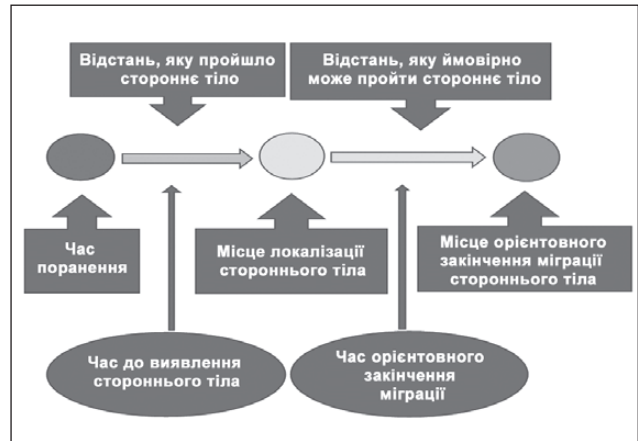 Відстань, яку пройшло
стороннє тіло
Відстань, яку ймовірно
може пройти стороннє тіло
Час
поранення
Місце локалізації
стороннього тіла
Місце орієнтовного
закінчення міграції
стороннього тіла
Час до виявлення
стороннього тіла
Час орієнтовного
закінчення
міграції